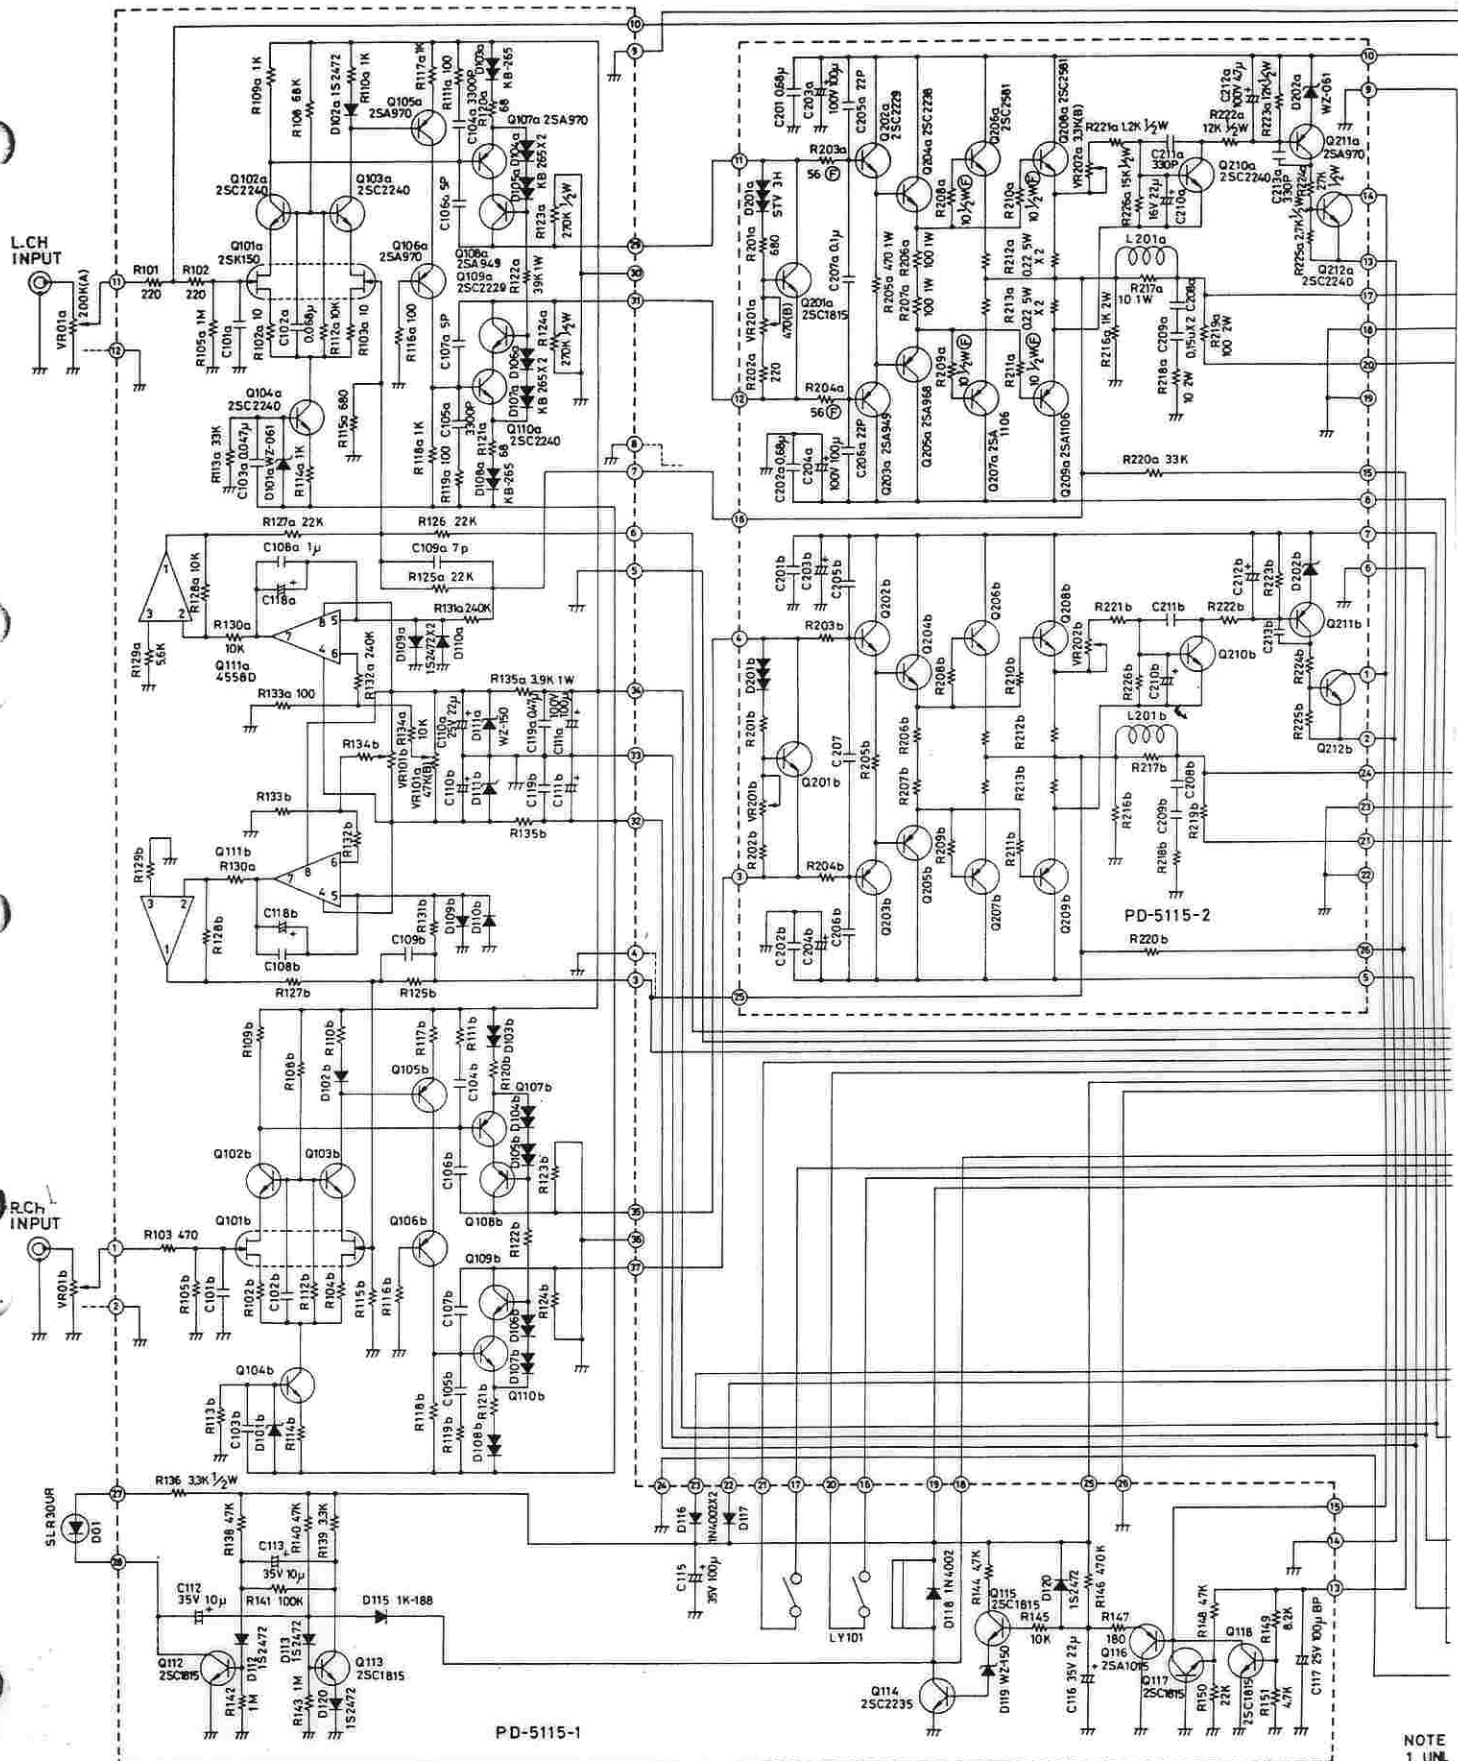 L.CH
INPUT
VR01a
200K(A)
R101
220
R102
220
R105a 1M
C101a
R109a 1K
R108 68K
D102a 1S2472
R110a 1K
Q105a
2SA970
R117a 1K
R111a 100
C104a 3300P
D103a
KB-265
R120a
68
Q107a 2SA970
D104a
D105a
KB 265X2
Q102a
2SC2240
Q103a
2SC2240
C106a 5P
R123a
270K ½W
Q101a
2SK150
Q106a
2SA970
Q108a
2SA949
Q109a
2SC2229
R122a
39K1W
R102a 10
C102a
0.068µ
R112a 10K
R103a 10
R116a 100
C107a 5P
R124a
270K ½W
D106a
D107a
KB 265X2
Q104a
2SC2240
R115a 680
R113a 33K
C103a 0.047µ
D101a WZ-061
R114a 1K
R118a 1K
C105a
3300P
R119a 100
R121a
68
D108a
KB-265
Q110a
2SC2240
R127a 22K
R126 22K
C108a 1µ
C109a 7p
R125a 22K
C118a
R128a 10K
R131a 240K
R130a
10K
Q111a
4558D
R129a
5.6K
R132a 240K
D109a
1S2472X2
D110a
R133a 100
R135a 3.9K 1W
R134a
10K
C110a
25V 22µ
D111a
WZ-150
C119a 0.47µ
100V
100µ
C111a
R134b
VR101b
VR101a
47K(B)
C110b
D111b
C119b
C111b
R133b
R135b
R132b
R129b
Q111b
R130a
R128b
C118b
C108b
R131b
D109b
D110b
C109b
R127b
R125b
R109b
R108b
R110b
D102b
R117b
Q105b
R111b
C104b
D103b
R120b
Q107b
D104b
D105b
R123b
Q102b
Q103b
C106b
R.Ch
INPUT
VR01b
R103 470
Q101b
Q106b
Q108b
R122b
Q109b
R105b
C101b
R102b
C102b
R112b
R104b
R115b
R116b
C107b
R124b
D106b
D107b
Q104b
Q110b
R113b
C103b
D101b
R114b
R118b
C105b
R119b
R121b
D108b
C201 0.68µ
C203a
100V 100µ
C205a 22P
Q202a
2SC2229
Q204a 2SC2238
Q206a
2SC2581
Q208a 2SC2581
VR202a 3.3K(B)
R221a 1.2K ½W
R222a
12K ½W
C212a
100V 47µ
R223a 12K ½W
D202a
WZ-061
Q211a
2SA970
R203a
56 F
D201a
STV 3H
R208a
10 ½W F
R210a
10 ½W F
C211a
330P
Q210a
2SC2240
C213a
330P
R224a
27K
½W
R226a 15K ½W
16V 22µ
C210a
R225a 2.7K ½W
Q212a
2SC2240
R201a
680
C207a 0.1µ
R205a 470 1W
R206a
100 1W
R212a
0.22 5W
X2
L201a
R217a
10 1W
Q201a
2SC1815
VR201a
470(B)
R207a
100 1W
R213a
0.22 5W
X2
R216a 1K 2W
C208a
C209a
0.15uX2
R219a
100 2W
R218a
10 2W
R202a
220
R204a
56 F
R209a
10 ½W F
R211a
10 ½W F
C202a 0.68µ
C204a
100V 100µ
C206a 22P
Q203a 2SA949
Q205a 2SA968
Q207a 2SA
1106
Q209a 2SA1106
R220a 33K
C201b
C203b
C205b
Q202b
Q204b
Q206b
Q208b
R203b
D201b
R208b
R210b
VR202b
R221b
C211b
R222b
C212b
R223b
D202b
C213b
Q211b
Q210b
R226b
C210b
R224b
R225b
Q212b
R201b
C207
R205b
R206b
R212b
L201b
R217b
Q201b
VR201b
R207b
R213b
R216b
C208b
C209b
R219b
R218b
R202b
R204b
R209b
R211b
C202b
C204b
C206b
Q203b
Q205b
Q207b
Q209b
PD-5115-2
R220b
R136 3.3K ½W
SLR30UR
D01
R138 47K
R140 47K
R139 3.3K
C113
35V 10µ
C112
35V 10µ
R141 100K
D115 1K-188
Q112
2SC1815
D112
1S2472
D113
1S2472
Q113
2SC1815
R142
1M
R143 1M
D120
1S2472
PD-5115-1
D116
1N4002X2
D117
C115
35V 100µ
LY101
D118 1N4002
Q114
2SC2235
R144 47K
Q115
2SC1815
D119 WZ-150
D120
1S2472
R145
10K
C116 35V 22µ
R146 470K
R147
180
Q116
2SA1015
Q117
2SC1815
R148 47K
R150
22K
Q118
2SC1815
R149
8.2K
R151
4.7K
C117 25V 100µ BP
NOTE